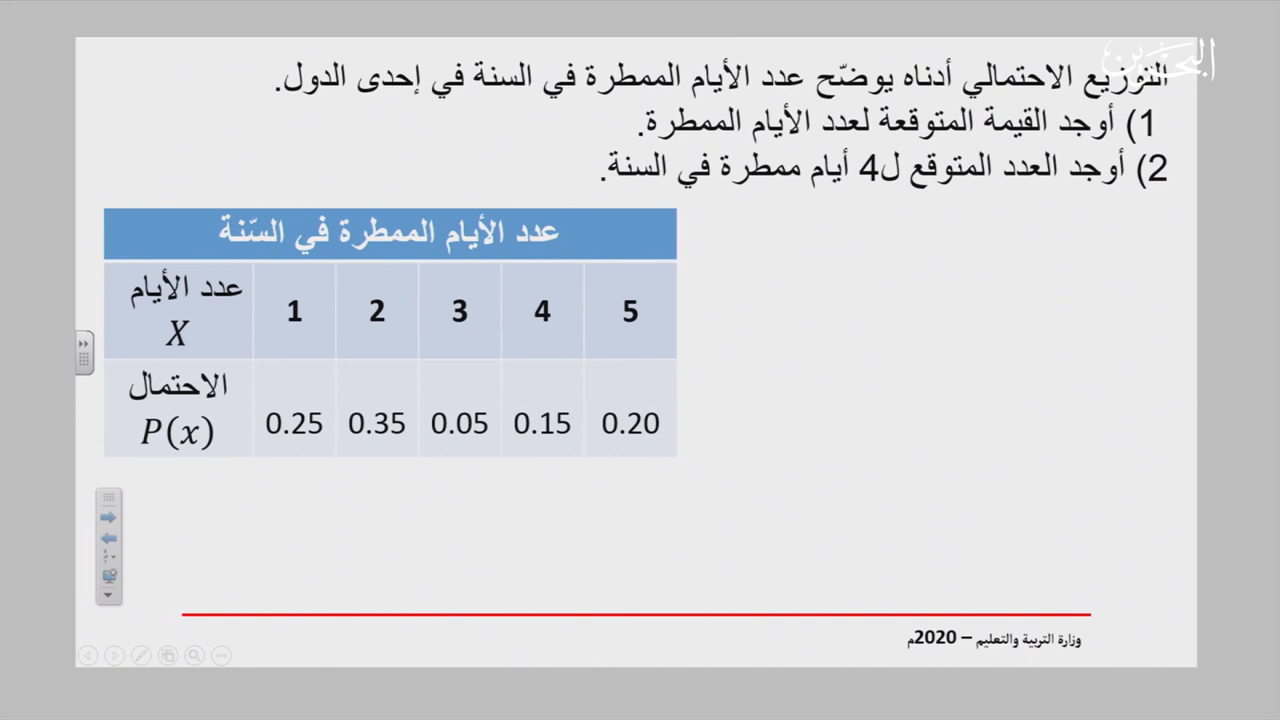 البحرين
التوزيع الاحتمالي أدناه يوضّح عدد الأيام الممطرة في السنة في إحدى الدول.
1) أوجد القيمة المتوقعة لعدد الأيام الممطرة.
2) أوجد العدد المتوقع ل4 أيام ممطرة في السنة.
عدد الأيام الممطرة في السّنة
عدد الأيام X 1 2 3 4 5
الاحتمال P(x) 0.25 0.35 0.05 0.15 0.20
وزارة التربية والتعليم – 2020م